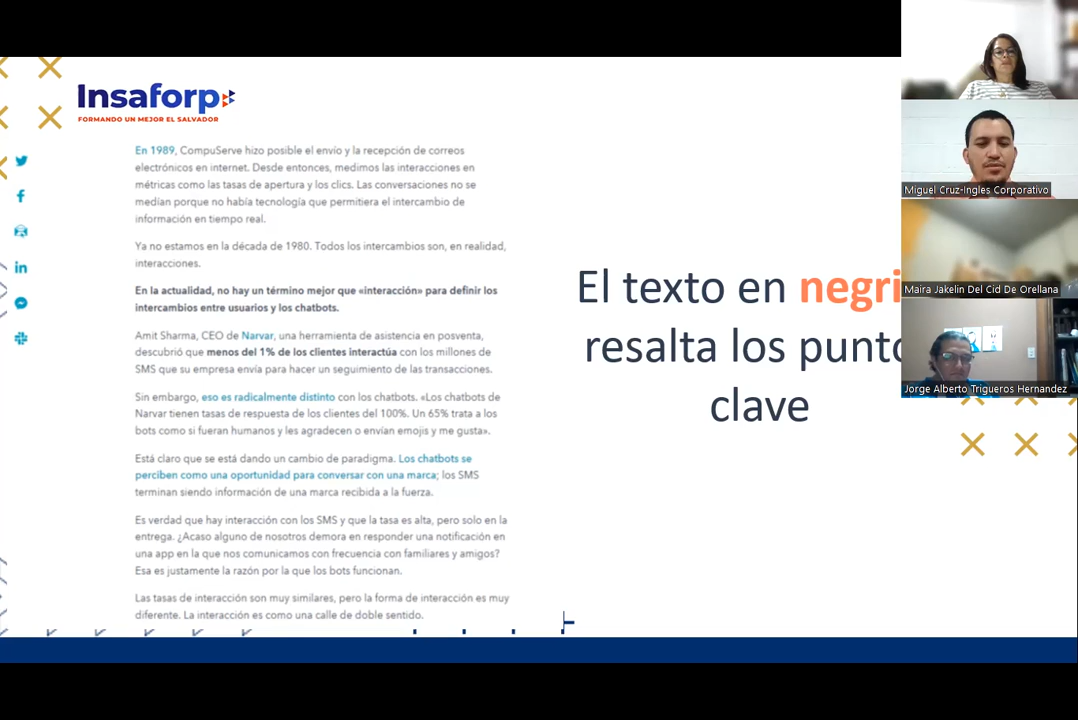 Insaforp
FORMANDO UN MEJOR EL SALVADOR
En 1989, CompuServe hizo posible el envío y la recepción de correos
electrónicos en internet. Desde entonces, medimos las interacciones en
métricas como las tasas de apertura y los clics. Las conversaciones no se
medían porque no había tecnología que permitiera el intercambio de
información en tiempo real.
Ya no estamos en la década de 1980. Todos los intercambios son, en realidad,
interacciones.
En la actualidad, no hay un término mejor que «interacción» para definir los
intercambios entre usuarios y los chatbots.
Amit Sharma, CEO de Narvar, una herramienta de asistencia en posventa,
descubrió que menos del 1% de los clientes interactúa con los millones de
SMS que su empresa envía para hacer un seguimiento de las transacciones.
Sin embargo, eso es radicalmente distinto con los chatbots. «Los chatbots de
Narvar tienen tasas de respuesta de los clientes del 100%. Un 65% trata a los
bots como si fueran humanos y les agradecen o envían emojis y me gusta».
Está claro que se está dando un cambio de paradigma. Los chatbots se
perciben como una oportunidad para conversar con una marca; los SMS
terminan siendo información de una marca recibida a la fuerza.
Es verdad que hay interacción con los SMS y que la tasa es alta, pero solo en la
entrega. ¿Acaso alguno de nosotros demora en responder una notificación en
una app en la que nos comunicamos con frecuencia con familiares y amigos?
Esa es justamente la razón por la que los bots funcionan.
Las tasas de interacción son muy similares, pero la forma de interacción es muy
diferente. La interacción es como una calle de doble sentido.
El texto en negri
resalta los punto
clave
Miguel Cruz-Ingles Corporativo
Maira Jakelin Del Cid De Orellana
Jorge Alberto Trigueros Hernandez